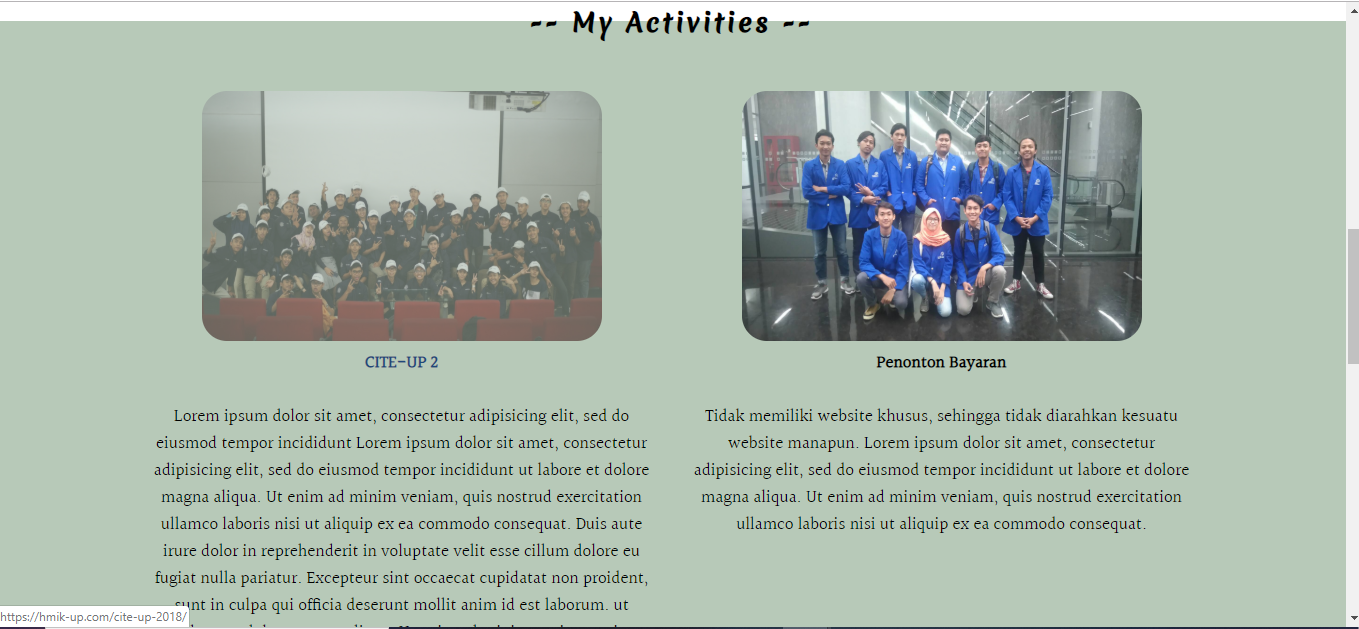 -- My Activities --
CITE-UP 2
Lorem ipsum dolor sit amet, consectetur adipisicing elit, sed do
eiusmod tempor incididunt Lorem ipsum dolor sit amet, consectetur
adipisicing elit, sed do eiusmod tempor incididunt ut labore et dolore
magna aliqua. Ut enim ad minim veniam, quis nostrud exercitation
ullamco laboris nisi ut aliquip ex ea commodo consequat. Duis aute
irure dolor in reprehenderit in voluptate velit esse cillum dolore eu
fugiat nulla pariatur. Excepteur sint occaecat cupidatat non proident,
sunt in culpa qui officia deserunt mollit anim id est laborum. ut
Penonton Bayaran
Tidak memiliki website khusus, sehingga tidak diarahkan kesuatu
website manapun. Lorem ipsum dolor sit amet, consectetur
adipisicing elit, sed do eiusmod tempor incididunt ut labore et dolore
magna aliqua. Ut enim ad minim veniam, quis nostrud exercitation
ullamco laboris nisi ut aliquip ex ea commodo consequat.
https://hmik-up.com/cite-up-2018/